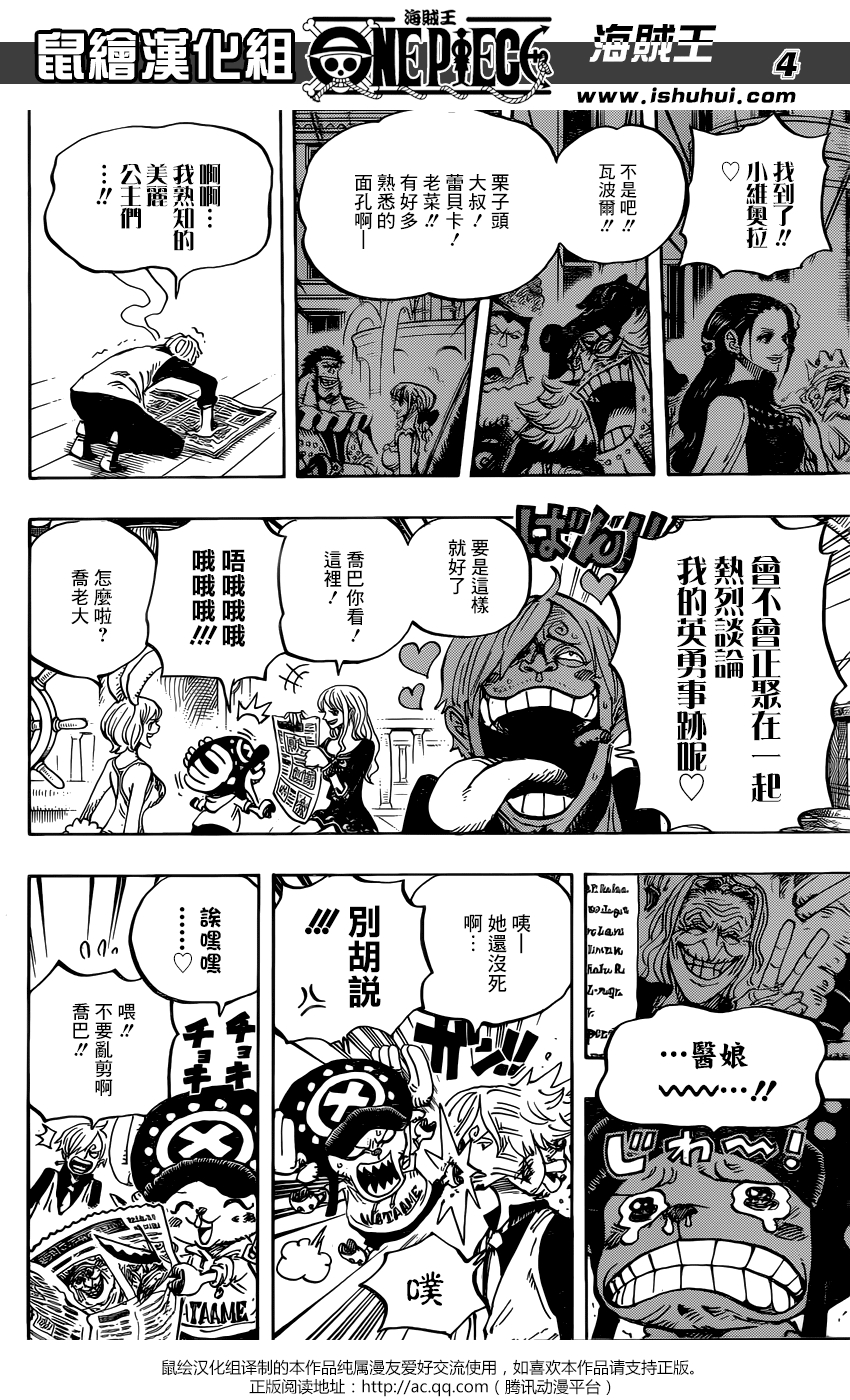 鼠繪漢化組
海賊王
ONE PIECE
海賊王
4
www.ishuhui.com
找到了!!
小維奧拉
♡
不是吧!!
瓦波爾!!
栗子頭
大叔!
蕾貝卡!
老菜!!
有好多
熟悉的
面孔啊—
啊啊…
我熟知的
美麗
公主們
…!!
會不會正聚在一起
熱烈談論
我的英勇事跡呢♡
ばん!!
要是這樣
就好了
喬巴你看!
這裡!
唔哦哦哦
哦哦哦!!!
怎麼啦?
喬老大
…醫娘
〜〜…!!
じわ〜!
咦—
她還沒死
啊…
別胡說
!!!
ガン!!
WATAAME
噗
誒嘿嘿
……♡
喂!!
不要亂剪啊
喬巴!!
チョキ
チョキ
ATAAME
鼠绘汉化组译制的本作品纯属漫友爱好交流使用，如喜欢本作品请支持正版。
正版阅读地址：http://ac.qq.com（腾讯动漫平台）